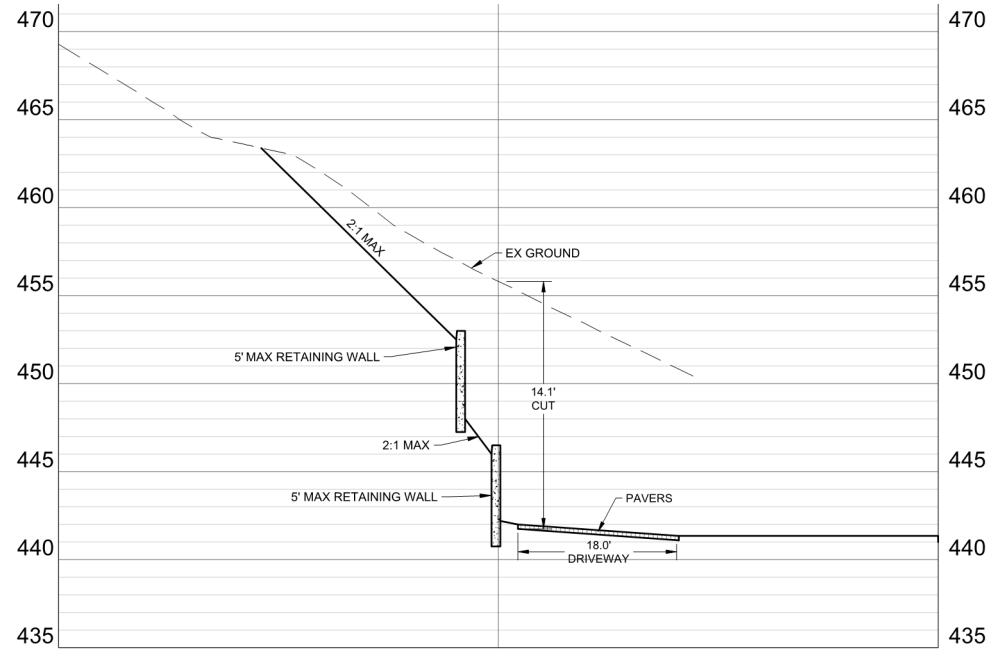 470
470
465
465
460
460
2:1 MAX
EX GROUND
455
455
5' MAX RETAINING WALL
450
450
14.1'
CUT
2:1 MAX
445
445
5' MAX RETAINING WALL
PAVERS
440
440
18.0'
DRIVEWAY
435
435